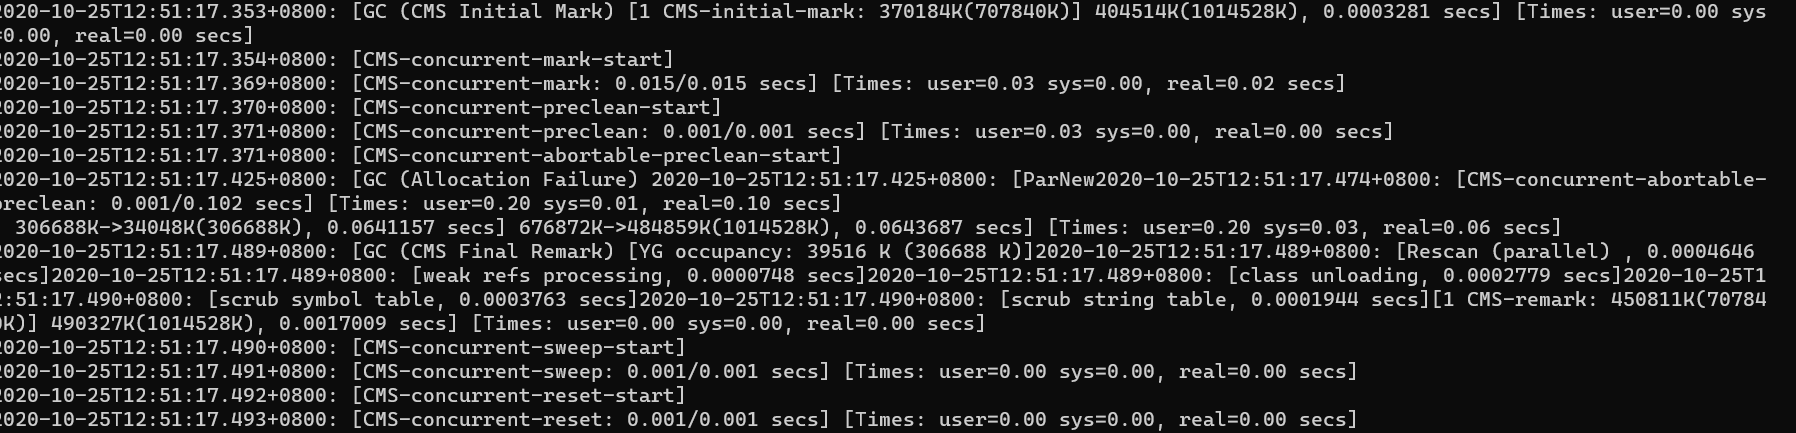 2020-10-25T12:51:17.353+0800: [GC (CMS Initial Mark) [1 CMS-initial-mark: 370184K(707840K)] 404514K(1014528K), 0.0003281 secs] [Times: user=0.00 sys
=0.00, real=0.00 secs]
2020-10-25T12:51:17.354+0800: [CMS-concurrent-mark-start]
2020-10-25T12:51:17.369+0800: [CMS-concurrent-mark: 0.015/0.015 secs] [Times: user=0.03 sys=0.00, real=0.02 secs]
2020-10-25T12:51:17.370+0800: [CMS-concurrent-preclean-start]
2020-10-25T12:51:17.371+0800: [CMS-concurrent-preclean: 0.001/0.001 secs] [Times: user=0.03 sys=0.00, real=0.00 secs]
2020-10-25T12:51:17.371+0800: [CMS-concurrent-abortable-preclean-start]
2020-10-25T12:51:17.425+0800: [GC (Allocation Failure) 2020-10-25T12:51:17.425+0800: [ParNew2020-10-25T12:51:17.474+0800: [CMS-concurrent-abortable-
preclean: 0.001/0.102 secs] [Times: user=0.20 sys=0.01, real=0.10 secs]
306688K->34048K(306688K), 0.0641157 secs] 676872K->484859K(1014528K), 0.0643687 secs] [Times: user=0.20 sys=0.03, real=0.06 secs]
2020-10-25T12:51:17.489+0800: [GC (CMS Final Remark) [YG occupancy: 39516 K (306688 K)]2020-10-25T12:51:17.489+0800: [Rescan (parallel) , 0.0004646
secs]2020-10-25T12:51:17.489+0800: [weak refs processing, 0.0000748 secs]2020-10-25T12:51:17.489+0800: [class unloading, 0.0002779 secs]2020-10-25T1
2:51:17.490+0800: [scrub symbol table, 0.0003763 secs]2020-10-25T12:51:17.490+0800: [scrub string table, 0.0001944 secs][1 CMS-remark: 450811K(70784
0K)] 490327K(1014528K), 0.0017009 secs] [Times: user=0.00 sys=0.00, real=0.00 secs]
2020-10-25T12:51:17.490+0800: [CMS-concurrent-sweep-start]
2020-10-25T12:51:17.491+0800: [CMS-concurrent-sweep: 0.001/0.001 secs] [Times: user=0.00 sys=0.00, real=0.00 secs]
2020-10-25T12:51:17.492+0800: [CMS-concurrent-reset-start]
2020-10-25T12:51:17.493+0800: [CMS-concurrent-reset: 0.001/0.001 secs] [Times: user=0.00 sys=0.00, real=0.00 secs]